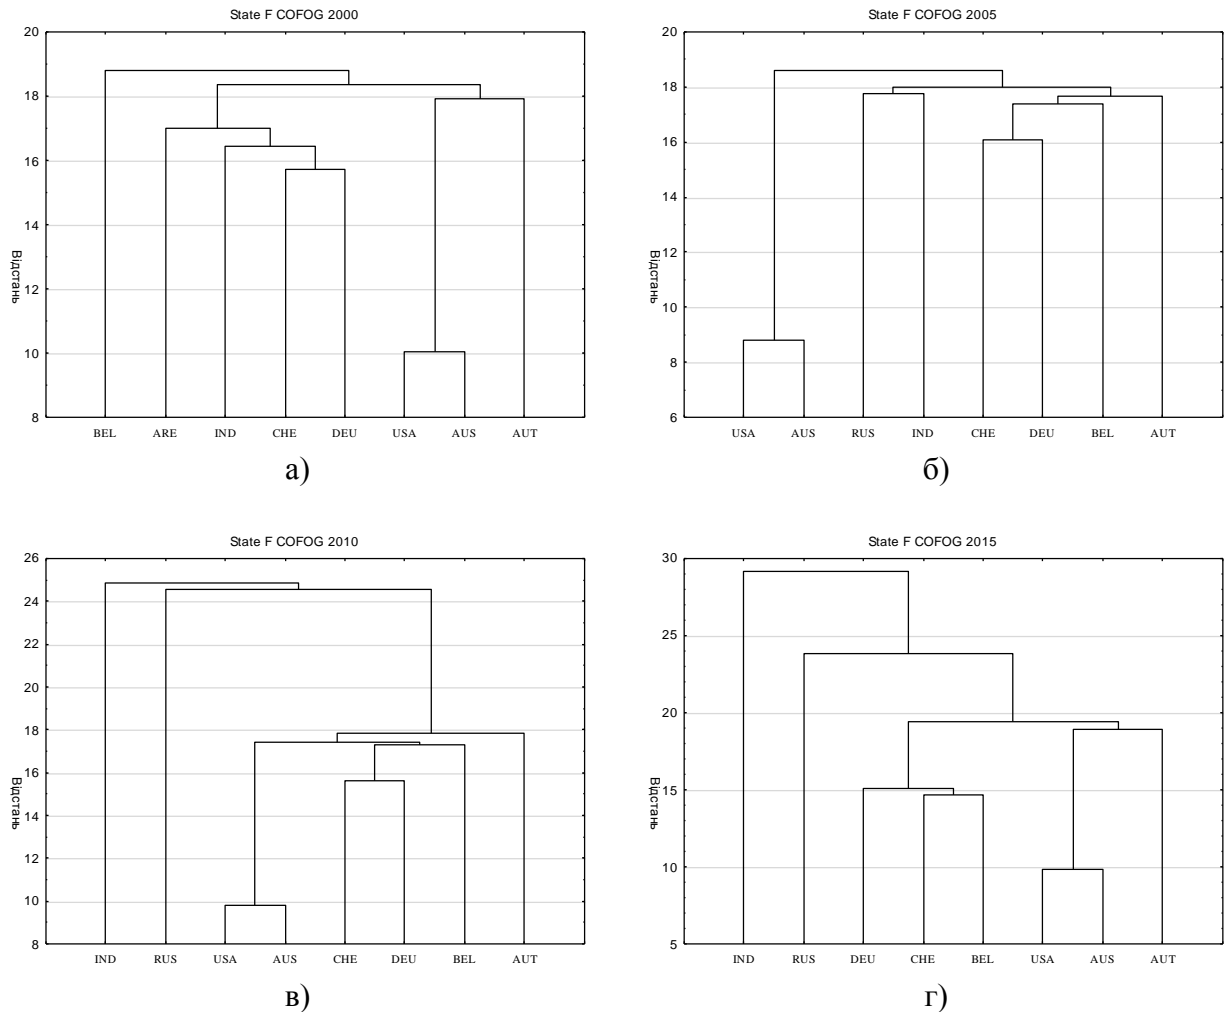 State F COFOG 2000
20
18
16
14
12
10
8
Відстань
BEL ARE IND CHE DEU USA AUS AUT
а)
State F COFOG 2005
20
18
16
14
12
10
8
6
Відстань
USA AUS RUS IND CHE DEU BEL AUT
б)
State F COFOG 2010
26
24
22
20
18
16
14
12
10
8
Відстань
IND RUS USA AUS CHE DEU BEL AUT
в)
State F COFOG 2015
30
25
20
15
10
5
Відстань
IND RUS DEU CHE BEL USA AUS AUT
г)